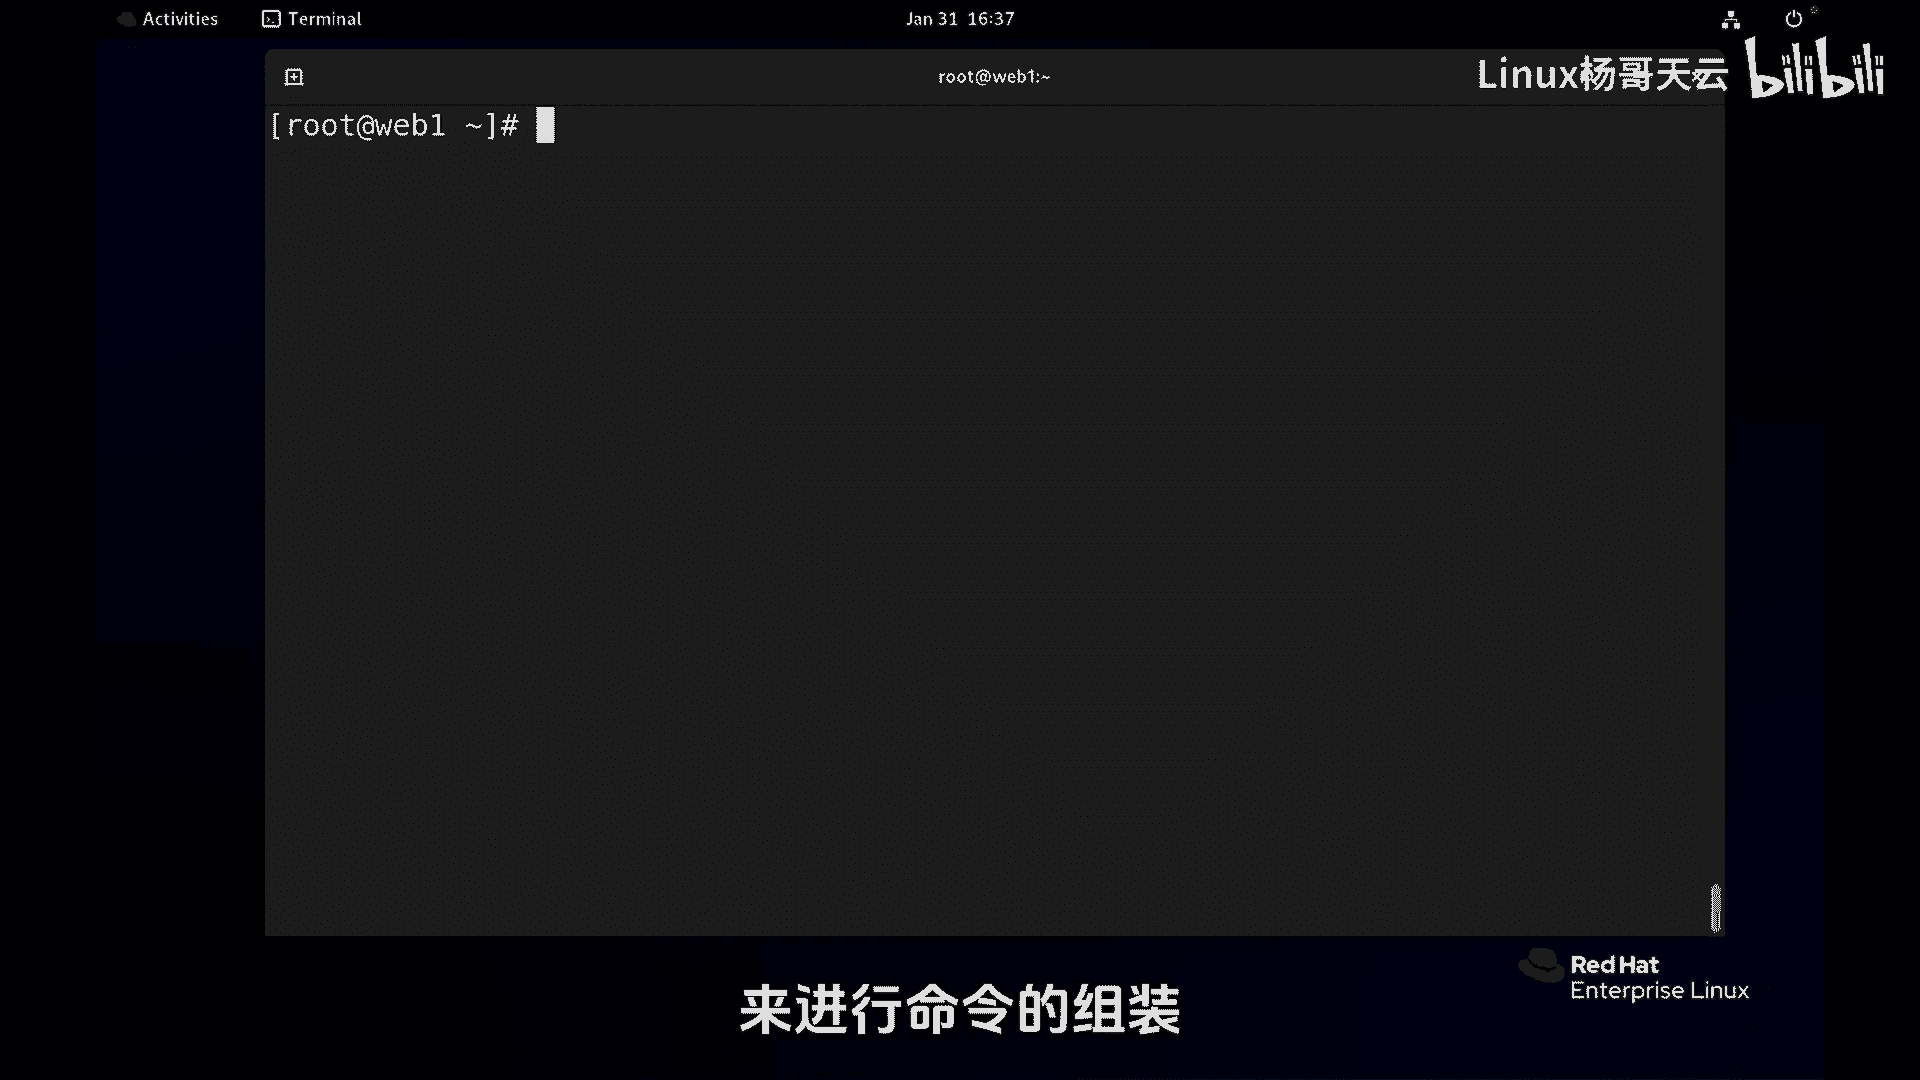 Activities Terminal Jan 31 16:37
root@web1:~ Linux杨哥天云 bilibili
[root@web1 ~]#
Red Hat
Enterprise Linux
来进行命令的组装